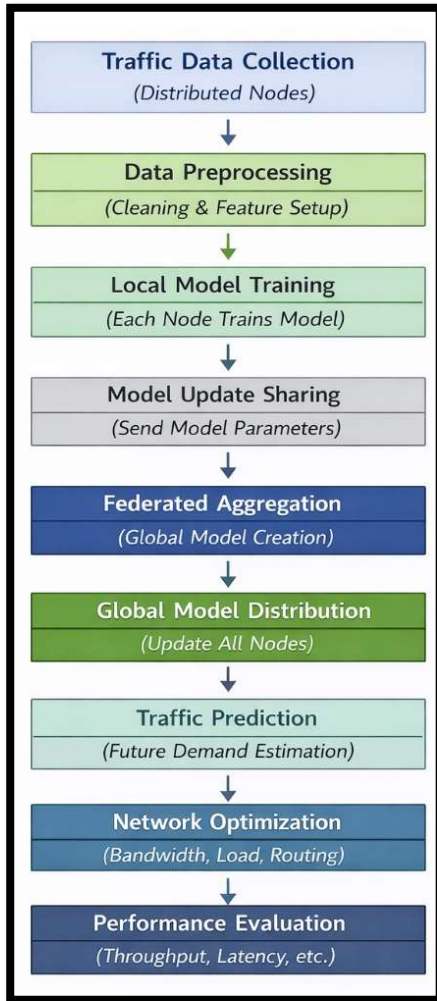 Traffic Data Collection
(Distributed Nodes)
Data Preprocessing
(Cleaning & Feature Setup)
Local Model Training
(Each Node Trains Model)
Model Update Sharing
(Send Model Parameters)
Federated Aggregation
(Global Model Creation)
Global Model Distribution
(Update All Nodes)
Traffic Prediction
(Future Demand Estimation)
Network Optimization
(Bandwidth, Load, Routing)
Performance Evaluation
(Throughput, Latency, etc.)